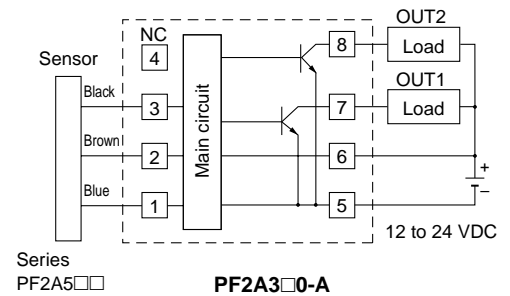 OUT2
NC
8
Load
4
Sensor
OUT1
Black
3
7
Load
Main circuit
Brown
2
6
+
Blue
1
5
–
12 to 24 VDC
Series
PF2A5□□
PF2A3□0-A